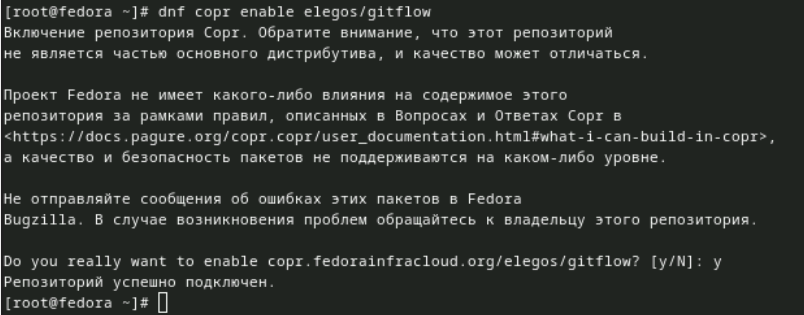 [root@fedora ~]# dnf copr enable elegos/gitflow
Включение репозитория Copr. Обратите внимание, что этот репозиторий
не является частью основного дистрибутива, и качество может отличаться.
Проект Fedora не имеет какого-либо влияния на содержимое этого
репозитория за рамками правил, описанных в Вопросах и Ответах Copr в
<https://docs.pagure.org/copr.copr/user_documentation.html#what-i-can-build-in-copr>,
а качество и безопасность пакетов не поддерживаются на каком-либо уровне.
Не отправляйте сообщения об ошибках этих пакетов в Fedora
Bugzilla. В случае возникновения проблем обращайтесь к владельцу этого репозитория.
Do you really want to enable copr.fedorainfracloud.org/elegos/gitflow? [y/N]: y
Репозиторий успешно подключен.
[root@fedora ~]#